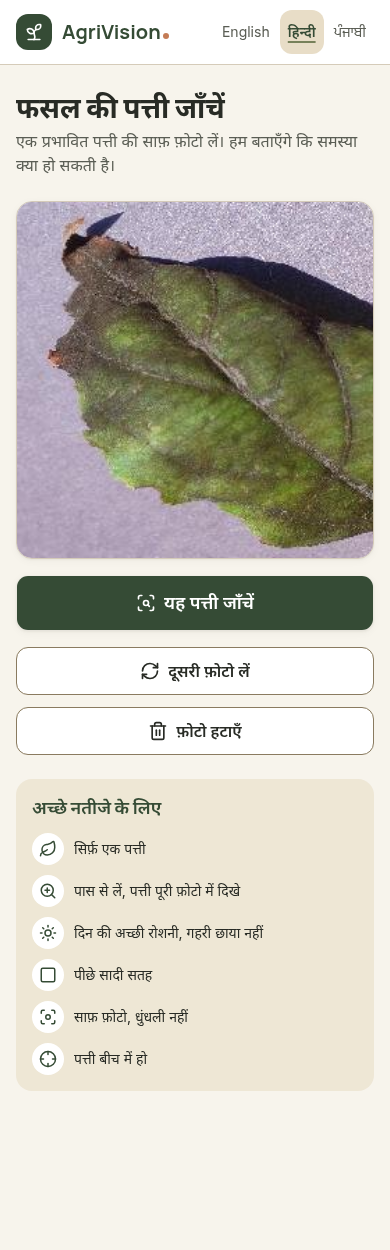 AgriVision
English
हिन्दी
ਪੰਜਾਬੀ
फसल की पत्ती जाँचें
एक प्रभावित पत्ती की साफ़ फ़ोटो लें। हम बताएँगे कि समस्या
क्या हो सकती है।
यह पत्ती जाँचें
दूसरी फ़ोटो लें
फ़ोटो हटाएँ
अच्छे नतीजे के लिए
सिर्फ़ एक पत्ती
पास से लें, पत्ती पूरी फ़ोटो में दिखे
दिन की अच्छी रोशनी, गहरी छाया नहीं
पीछे सादी सतह
साफ़ फ़ोटो, धुंधली नहीं
पत्ती बीच में हो